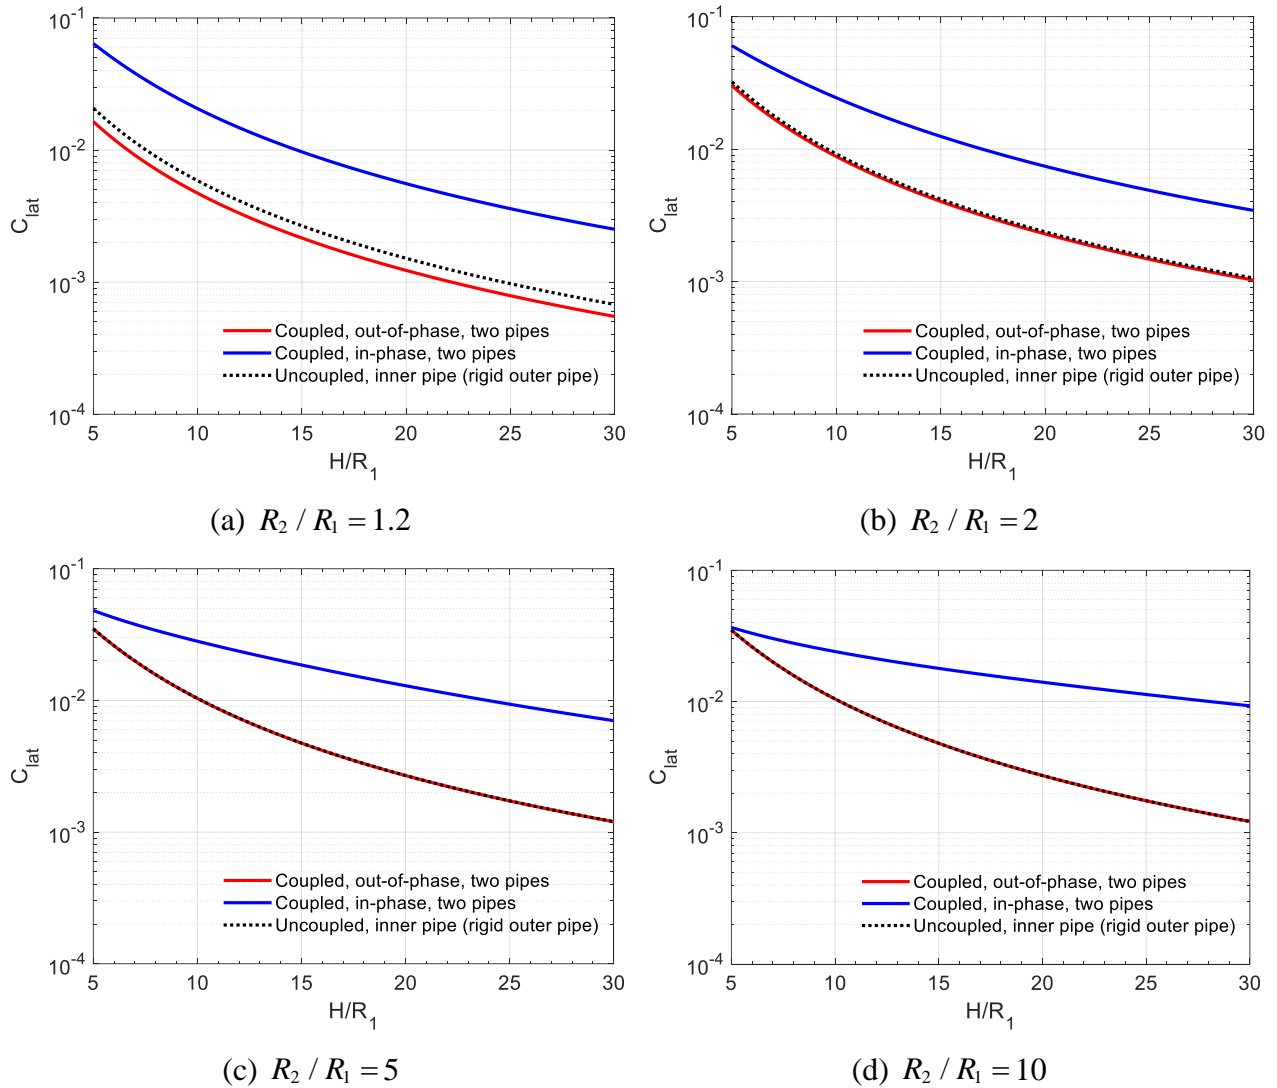 10^-1
10^-2
10^-3
10^-4
C_lat
Coupled, out-of-phase, two pipes
Coupled, in-phase, two pipes
Uncoupled, inner pipe (rigid outer pipe)
5 10 15 20 25 30
H/R_1
(a) R_2 / R_1 = 1.2
10^-1
10^-2
10^-3
10^-4
C_lat
Coupled, out-of-phase, two pipes
Coupled, in-phase, two pipes
Uncoupled, inner pipe (rigid outer pipe)
5 10 15 20 25 30
H/R_1
(b) R_2 / R_1 = 2
10^-1
10^-2
10^-3
10^-4
C_lat
Coupled, out-of-phase, two pipes
Coupled, in-phase, two pipes
Uncoupled, inner pipe (rigid outer pipe)
5 10 15 20 25 30
H/R_1
(c) R_2 / R_1 = 5
10^-1
10^-2
10^-3
10^-4
C_lat
Coupled, out-of-phase, two pipes
Coupled, in-phase, two pipes
Uncoupled, inner pipe (rigid outer pipe)
5 10 15 20 25 30
H/R_1
(d) R_2 / R_1 = 10